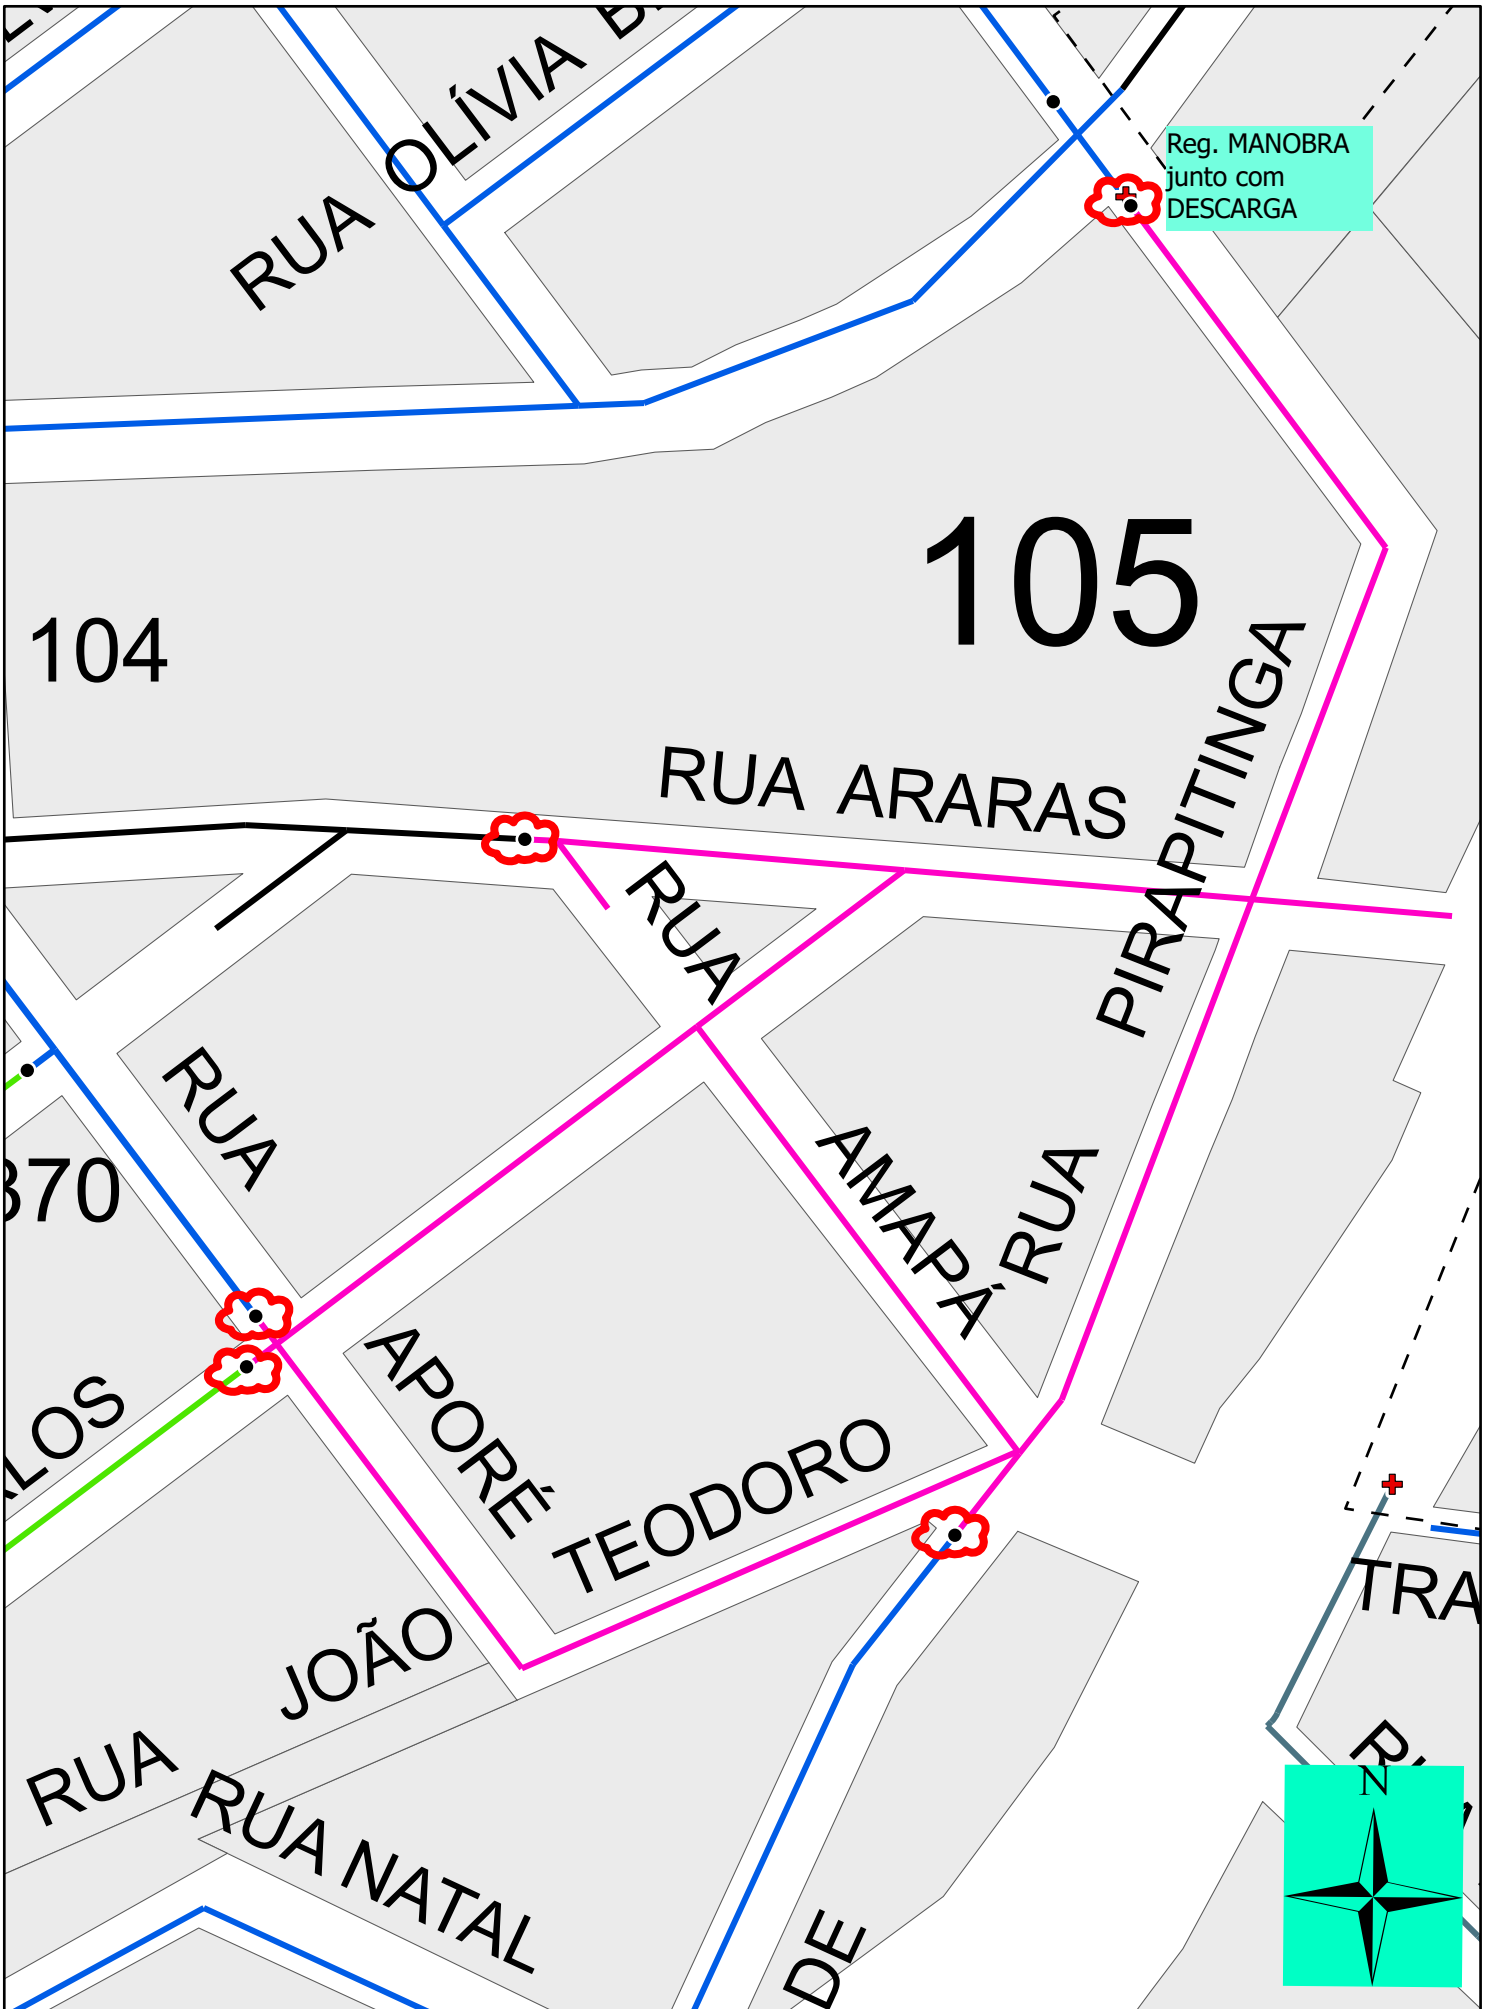 RUA OLÍVIA
Reg. MANOBRA
junto com
DESCARGA
105
104
RUA ARARAS
RUA PIRAPITINGA
RUA AMAPÁ
RUA APORÉ
370
LOS
RUA JOÃO TEODORO
RUA NATAL
DE
TRA
N